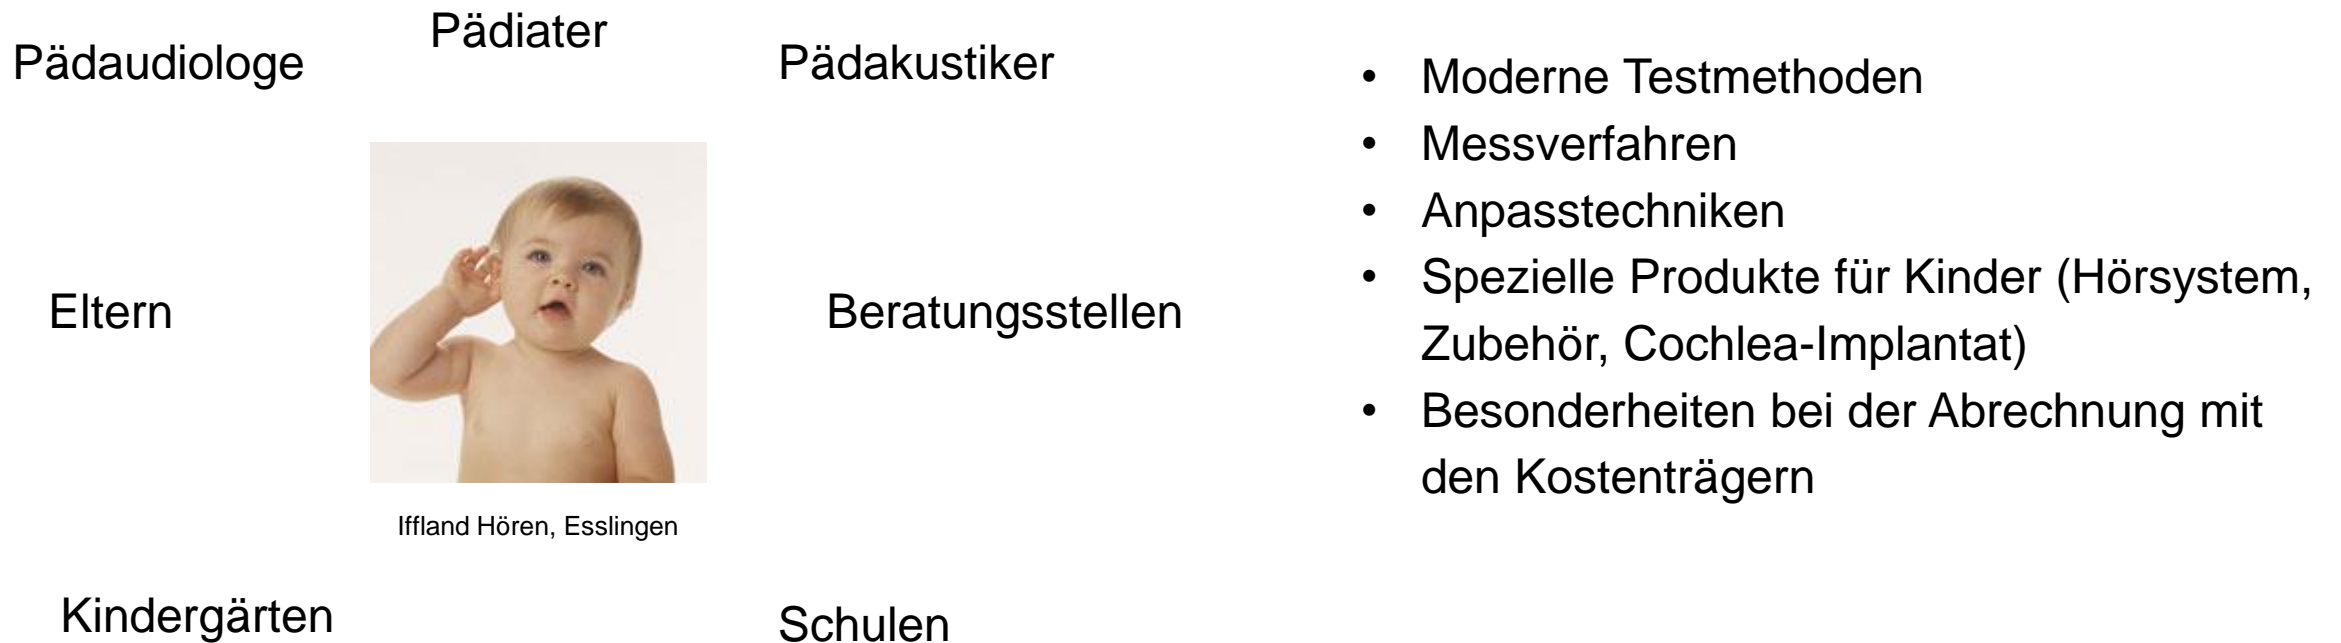 Pädiater
Pädaudiologe
Pädakustiker
Eltern
Beratungsstellen
Iffland Hören, Esslingen
Kindergärten
Schulen
• Moderne Testmethoden
• Messverfahren
• Anpasstechniken
• Spezielle Produkte für Kinder (Hörsystem,
Zubehör, Cochlea-Implantat)
• Besonderheiten bei der Abrechnung mit
den Kostenträgern